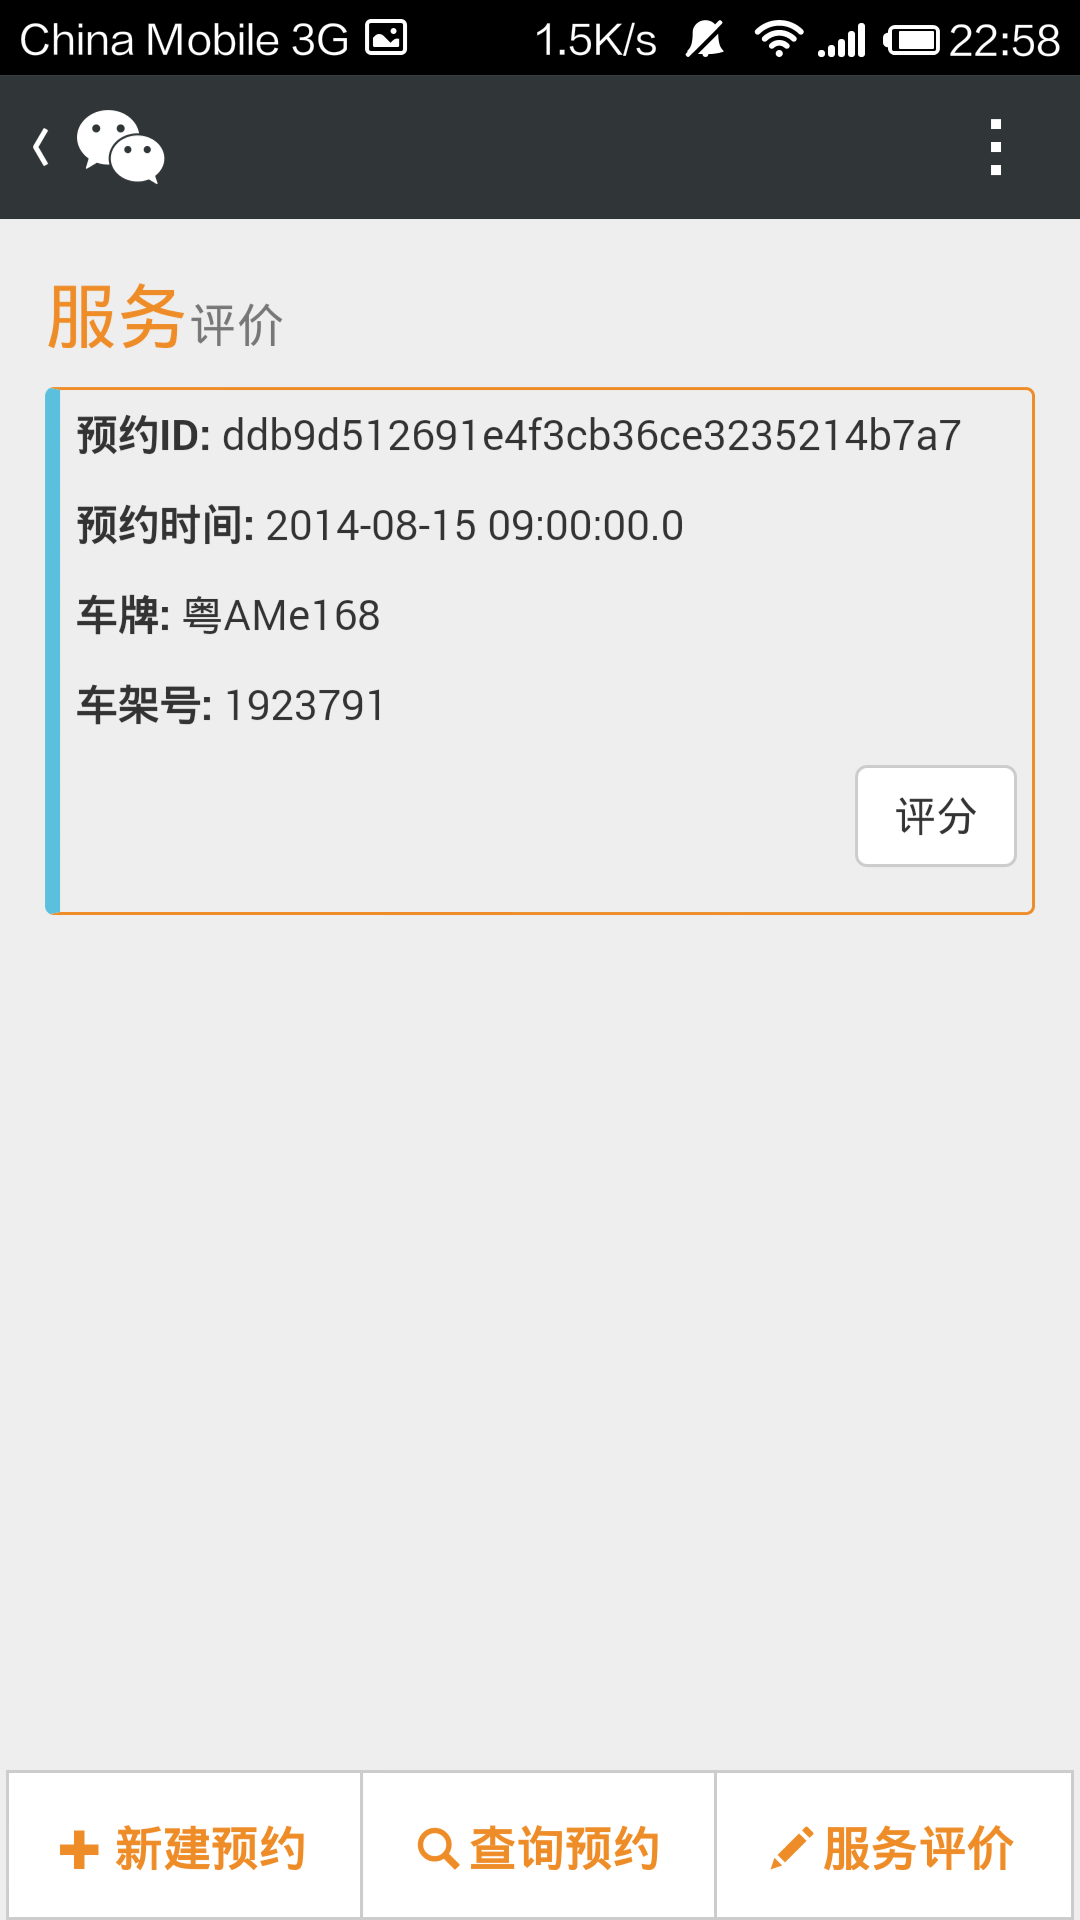 China Mobile 3G 1.5K/s 22:58
服务评价
预约ID: ddb9d512691e4f3cb36ce3235214b7a7
预约时间: 2014-08-15 09:00:00.0
车牌: 粤AMe168
车架号: 1923791
评分
新建预约 查询预约 服务评价